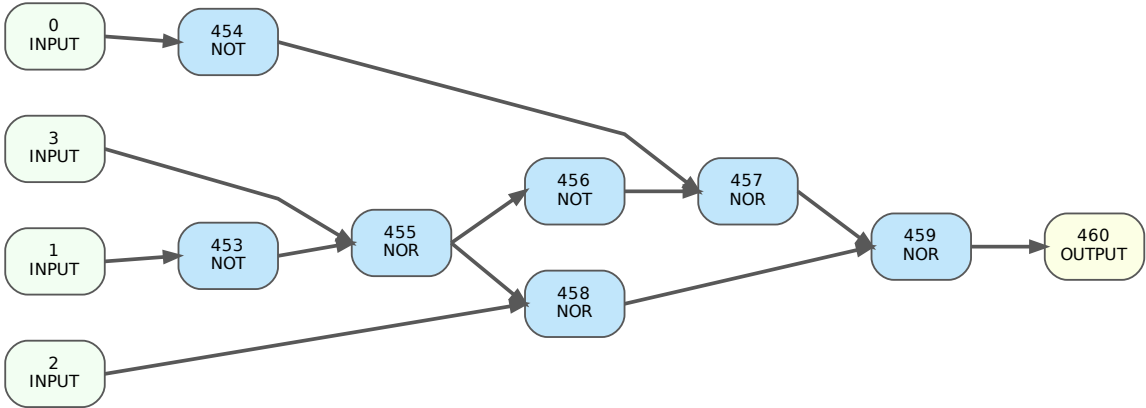 0
INPUT
454
NOT
3
INPUT
456
NOT
457
NOR
455
NOR
453
NOT
1
INPUT
459
NOR
460
OUTPUT
458
NOR
2
INPUT